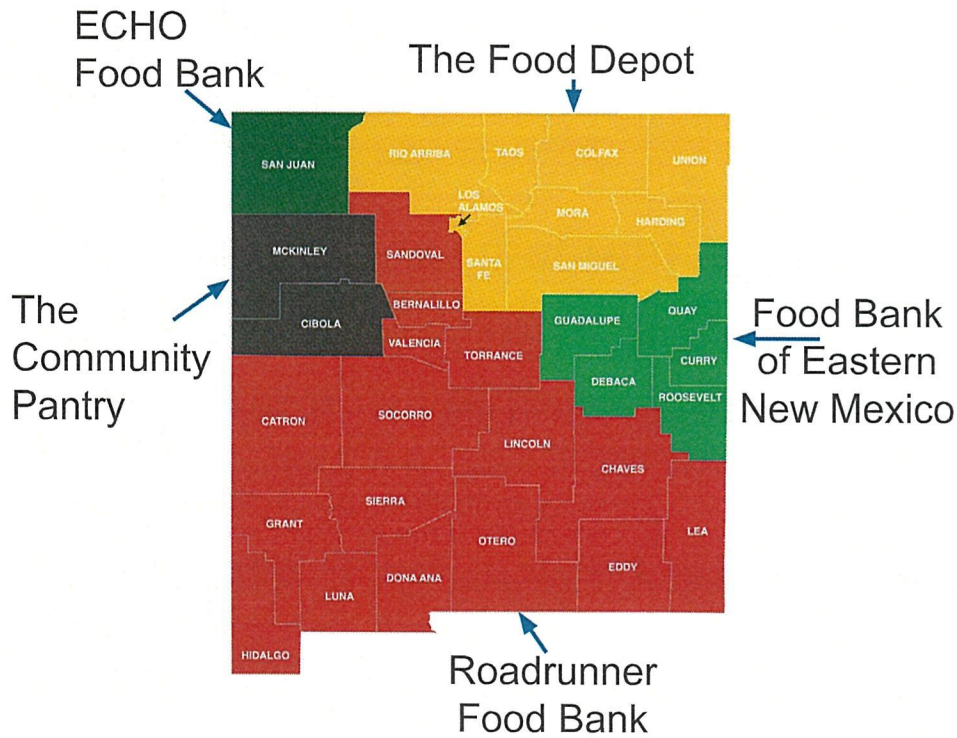 ECHO
Food Bank
The Food Depot
SAN JUAN
RIO ARRIBA
TAOS
COLFAX
UNION
LOS
ALAMOS
MORA
HARDING
MCKINLEY
SANDOVAL
SANTA
FE
SAN MIGUEL
The
Community
Pantry
CIBOLA
BERNALILLO
VALENCIA
TORRANCE
GUADALUPE
QUAY
CURRY
DEBACA
ROOSEVELT
Food Bank
of Eastern
New Mexico
CATRON
SOCORRO
LINCOLN
CHAVES
SIERRA
GRANT
OTERO
LEA
EDDY
LUNA
DONA ANA
HIDALGO
Roadrunner
Food Bank